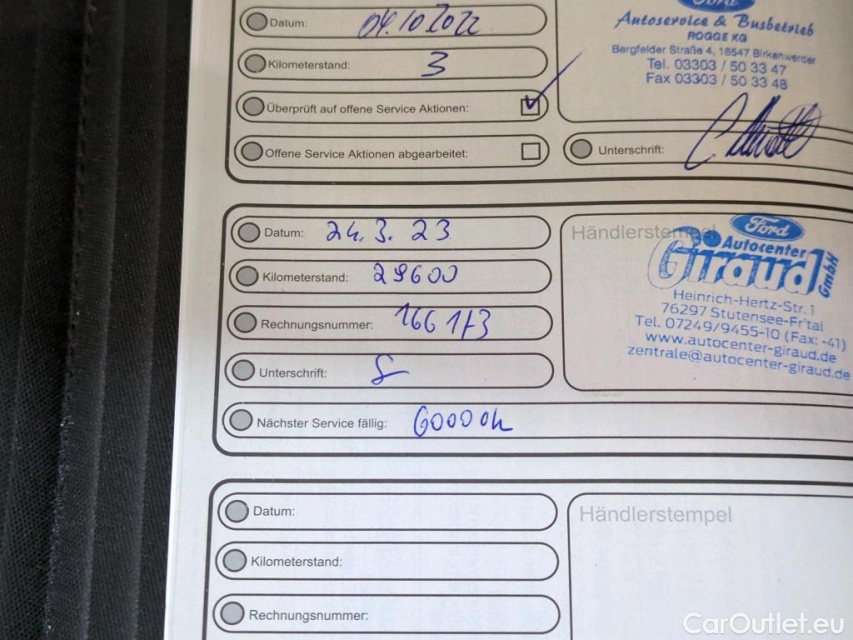 Datum: 04.10.2022
Kilometerstand: 3
Überprüft auf offene Service Aktionen:
Offene Service Aktionen abgearbeitet:
Ford
Autoservice & Busbetrieb
ROGGE KG
Bergfelder Straße 4, 16547 Birkenwerder
Tel. 03303 / 50 33 47
Fax 03303 / 50 33 48
Unterschrift:
Datum: 24.3.23
Kilometerstand: 29600
Rechnungsnummer: 166173
Unterschrift:
Nächster Service fällig: 60000
Händlerstempel
Ford
Autocenter
Giraud GmbH
Heinrich-Hertz-Str.1
76297 Stutensee-Fr'tal
Tel. 07249/9455-10 (Fax: -41)
www.autocenter-giraud.de
zentrale@autocenter-giraud.de
Datum:
Kilometerstand:
Rechnungsnummer:
Händlerstempel
CarOutlet.eu